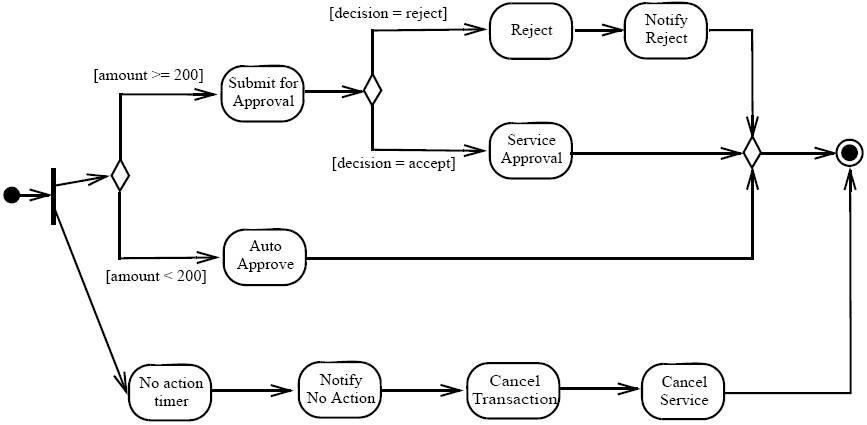 [decision = reject]
Reject
Notify
Reject
[amount >= 200]
Submit for
Approval
Service
Approval
[decision = accept]
Auto
Approve
[amount < 200]
No action
timer
Notify
No Action
Cancel
Transaction
Cancel
Service